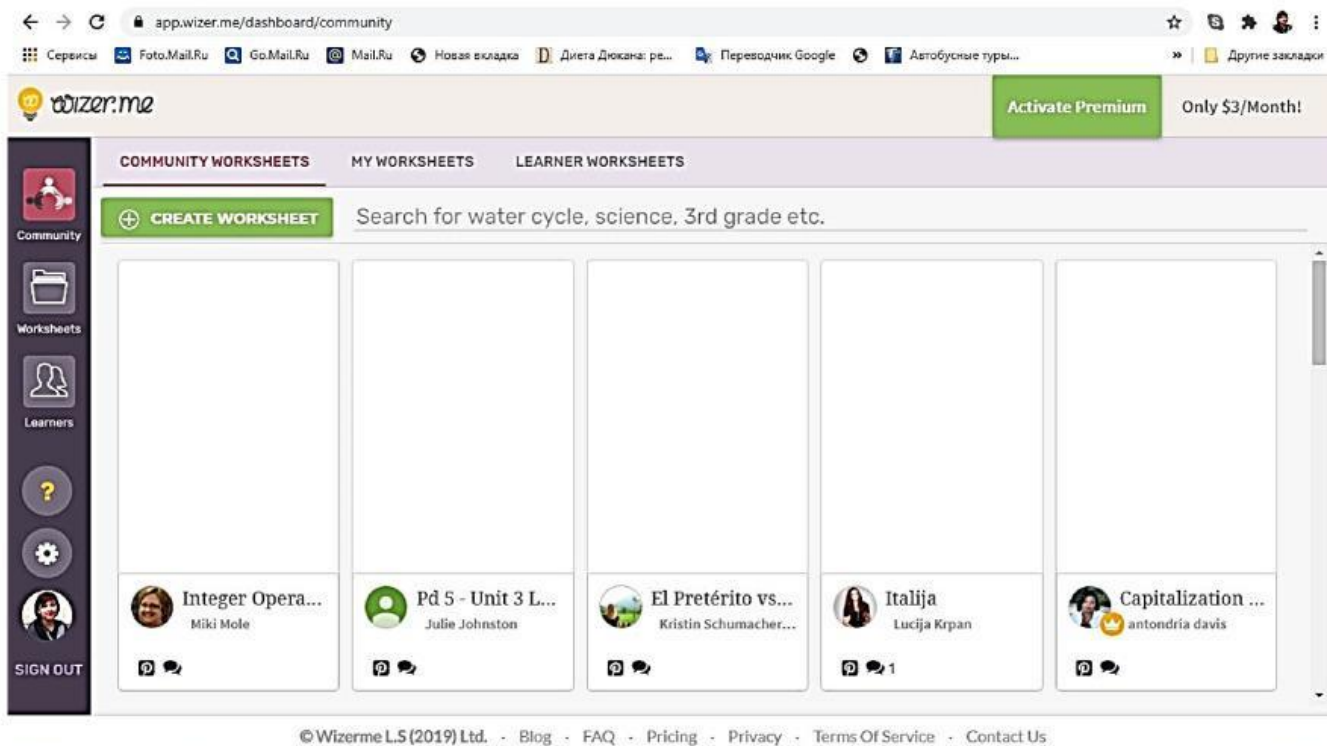 app.wizer.me/dashboard/community
Сервисы Foto.Mail.Ru Go.Mail.Ru Mail.Ru Новая вкладка Диета Дюкана: ре... Переводчик Google Автобусные туры... » Другие закладки
wizer.me Activate Premium Only $3/Month!
COMMUNITY WORKSHEETS MY WORKSHEETS LEARNER WORKSHEETS
CREATE WORKSHEET Search for water cycle, science, 3rd grade etc.
Community
Worksheets
Learners
?
SIGN OUT
Integer Opera...
Miki Mole
Pd 5 - Unit 3 L...
Julie Johnston
El Pretérito vs...
Kristin Schumacher...
Italija
Lucija Krpan
1
Capitalization ...
antondria davis
© Wizerme L.S (2019) Ltd. - Blog - FAQ - Pricing - Privacy - Terms Of Service - Contact Us